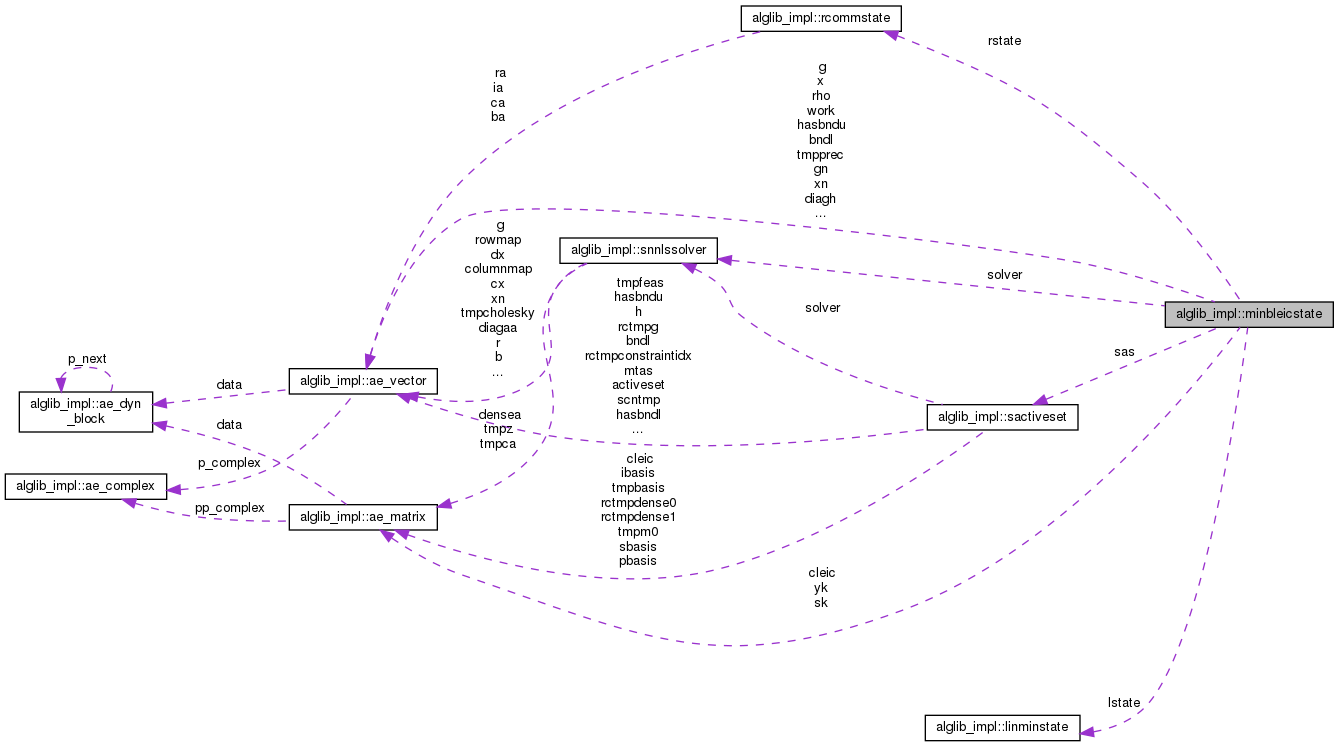 alglib_impl::rcommstate
rstate
ra
ia
ca
ba
g
x
rho
work
hasbndu
bndl
tmpprec
gn
xn
diagh
...
g
rowmap
dx
columnmap
cx
xn
tmpcholesky
diagaa
r
b
...
alglib_impl::snnlssolver
solver
tmpfeas
hasbndu
h
rctmpg
bndl
rctmpconstraintidx
mtas
activeset
scntmp
hasbndl
...
solver
alglib_impl::minbleicstate
sas
p_next
alglib_impl::ae_vector
data
alglib_impl::ae_dyn
_block
alglib_impl::sactiveset
data
densea
tmpz
tmpca
p_complex
alglib_impl::ae_complex
cleic
ibasis
tmpbasis
rctmpdense0
rctmpdense1
tmpm0
sbasis
pbasis
pp_complex
alglib_impl::ae_matrix
cleic
yk
sk
lstate
alglib_impl::linminstate